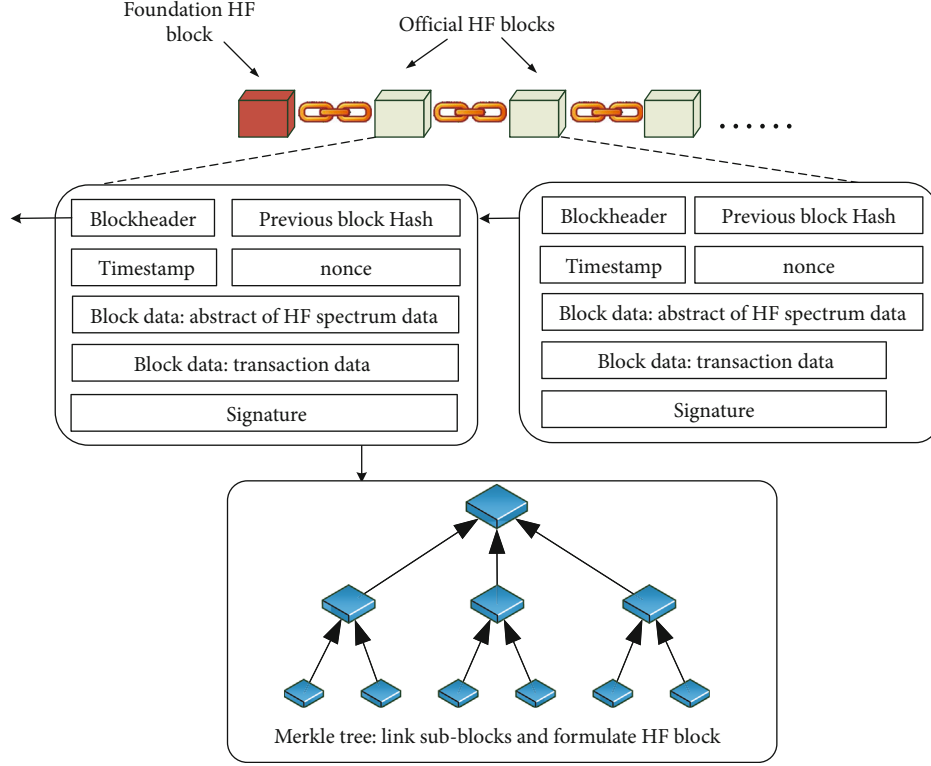 Foundation HF
block
Official HF blocks
......
Blockheader
Previous block Hash
Timestamp
nonce
Block data: abstract of HF spectrum data
Block data: transaction data
Signature
Blockheader
Previous block Hash
Timestamp
nonce
Block data: abstract of HF spectrum data
Block data: transaction data
Signature
Merkle tree: link sub-blocks and formulate HF block